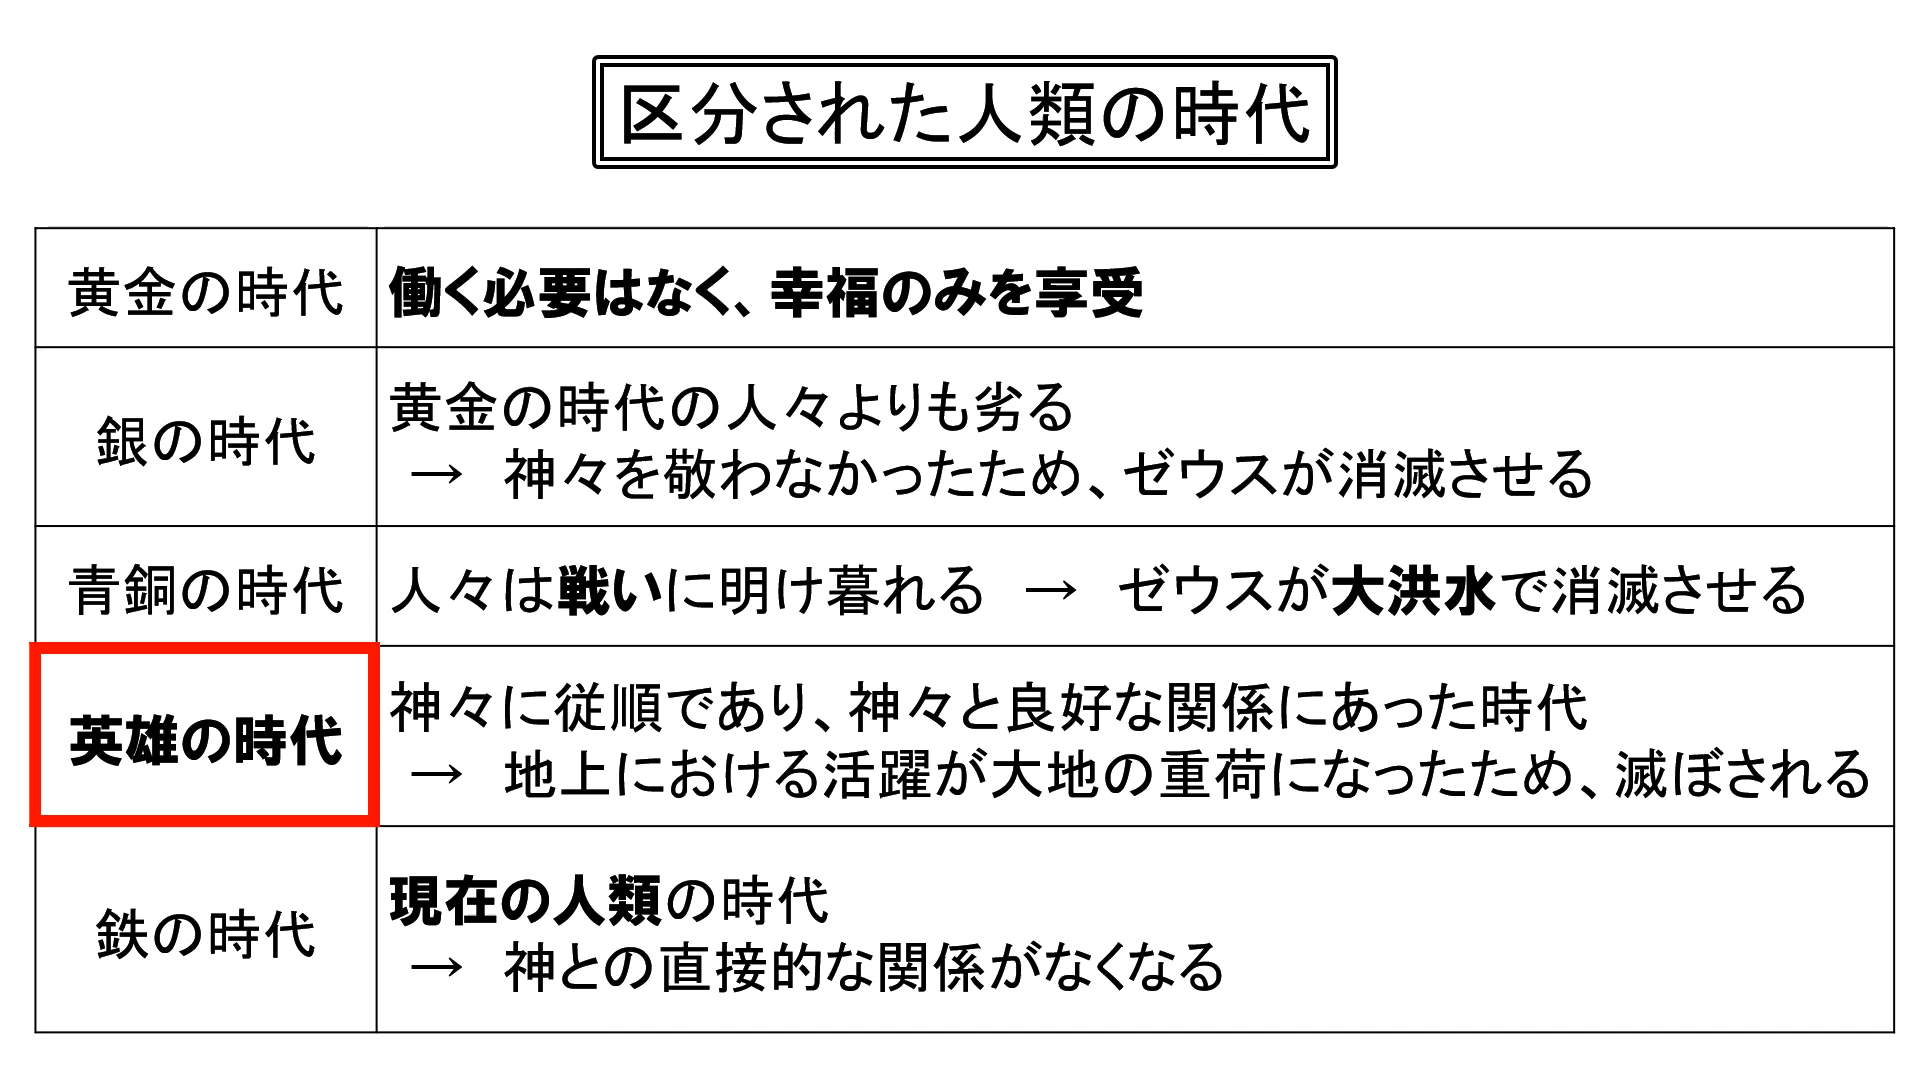 区分された人類の時代
黄金の時代
働く必要はなく、幸福のみを享受
銀の時代
黄金の時代の人々よりも劣る
→ 神々を敬わなかったため、ゼウスが消滅させる
青銅の時代
人々は戦いに明け暮れる → ゼウスが大洪水で消滅させる
英雄の時代
神々に従順であり、神々と良好な関係にあった時代
→ 地上における活躍が大地の重荷になったため、滅ぼされる
鉄の時代
現在の人類の時代
→ 神との直接的な関係がなくなる